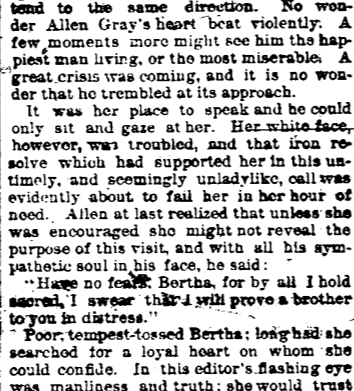 tend to the same direction. No won-
der Allen Gray's heart beat violently. A
few moments more might see him the hap-
piest man living, or the most miserable. A
great crisis was coming, and it is no won-
der that he trembled at its approach.
It was her place to speak and he could
only sit and gaze at her. Her white face,
however, was troubled, and that iron re-
solve which had supported her in this un-
timely, and seemingly unladylike, call was
evidently about to fail her in her hour of
need. Allen at last realized that unless she
was encouraged she might not reveal the
purpose of this visit, and with all his sym-
pathetic soul in his face, he said:
"Have no fears, Bertha, for by all I hold
sacred, I swear that I will prove a brother
to you in distress."
Poor, tempest-tossed Bertha; long had she
searched for a loyal heart on whom she
could confide. In this editor's flashing eye
was manliness and truth; she would trust